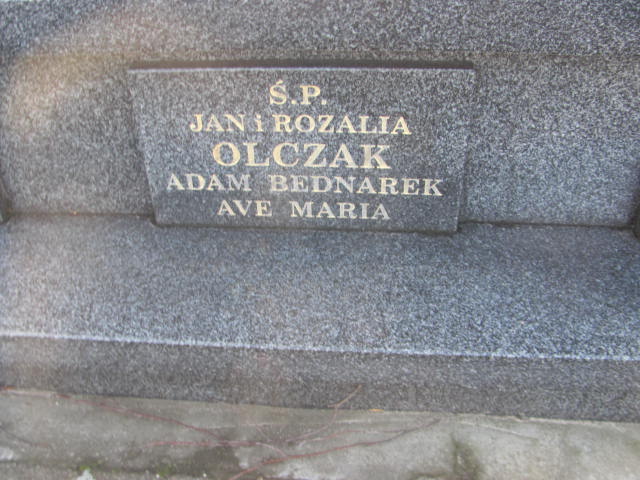 Ś.P.
JAN i ROZALIA
OLCZAK
ADAM BEDNAREK
AVE MARIA